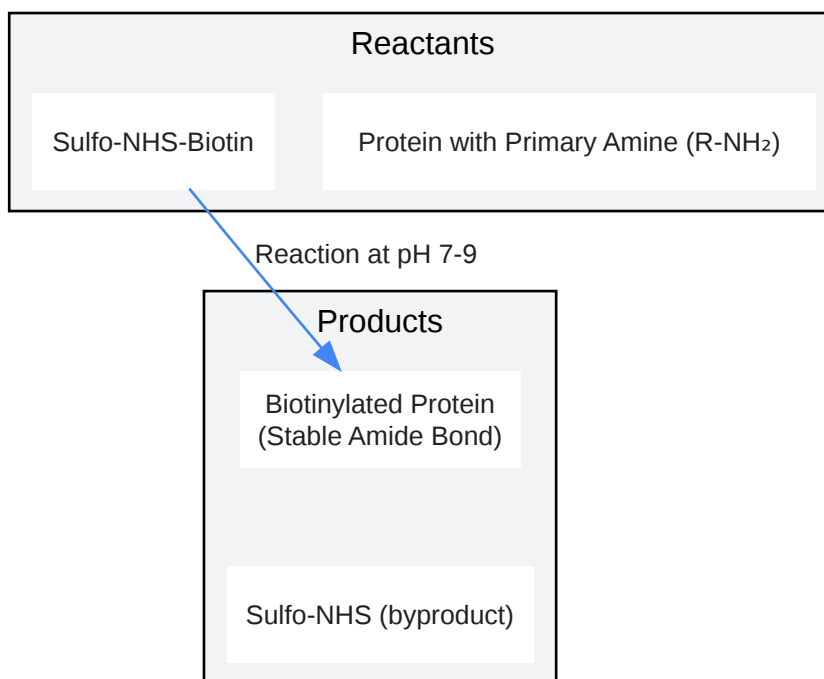 Reactants
Sulfo-NHS-Biotin
Protein with Primary Amine (R-NH₂)
Reaction at pH 7-9
Products
Biotinylated Protein
(Stable Amide Bond)
Sulfo-NHS (byproduct)